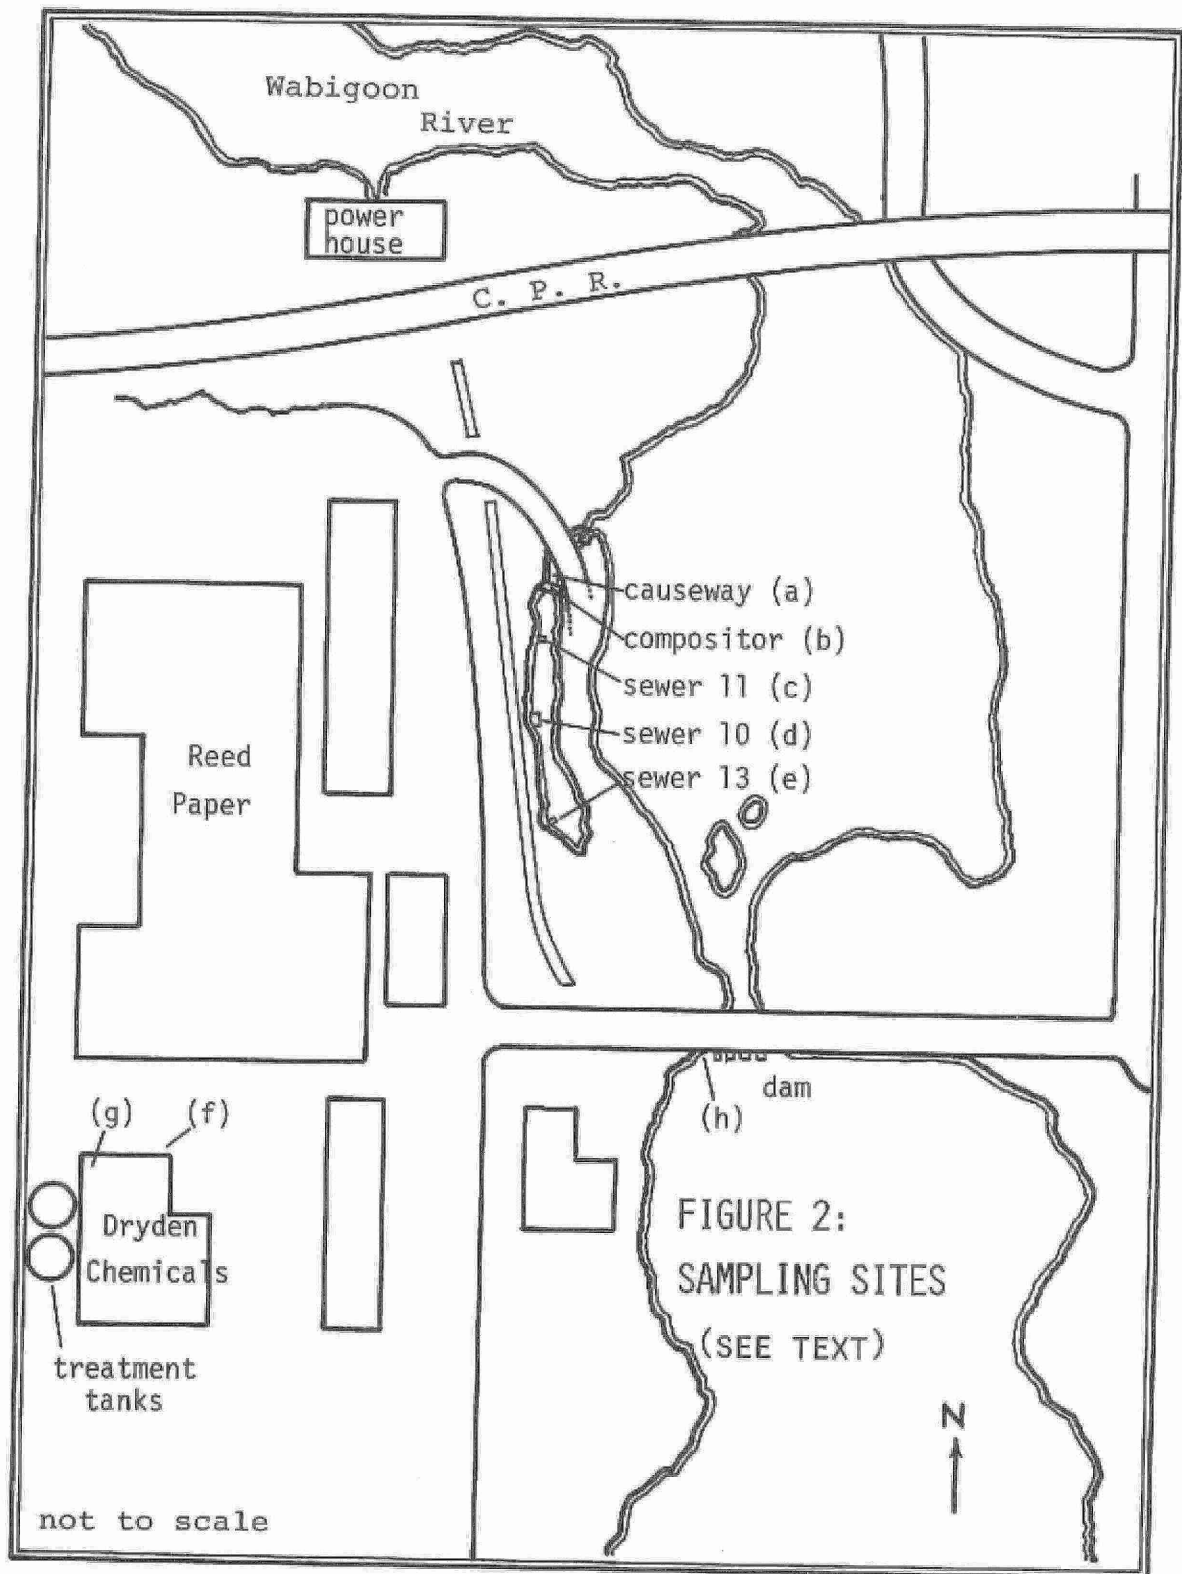 Wabigoon
River
power
house
C. P. R.
causeway (a)
compositor (b)
sewer 11 (c)
sewer 10 (d)
sewer 13 (e)
Reed
Paper
dam
(h)
(g)
(f)
Dryden
Chemicals
treatment
tanks
FIGURE 2:
SAMPLING SITES
(SEE TEXT)
N
not to scale